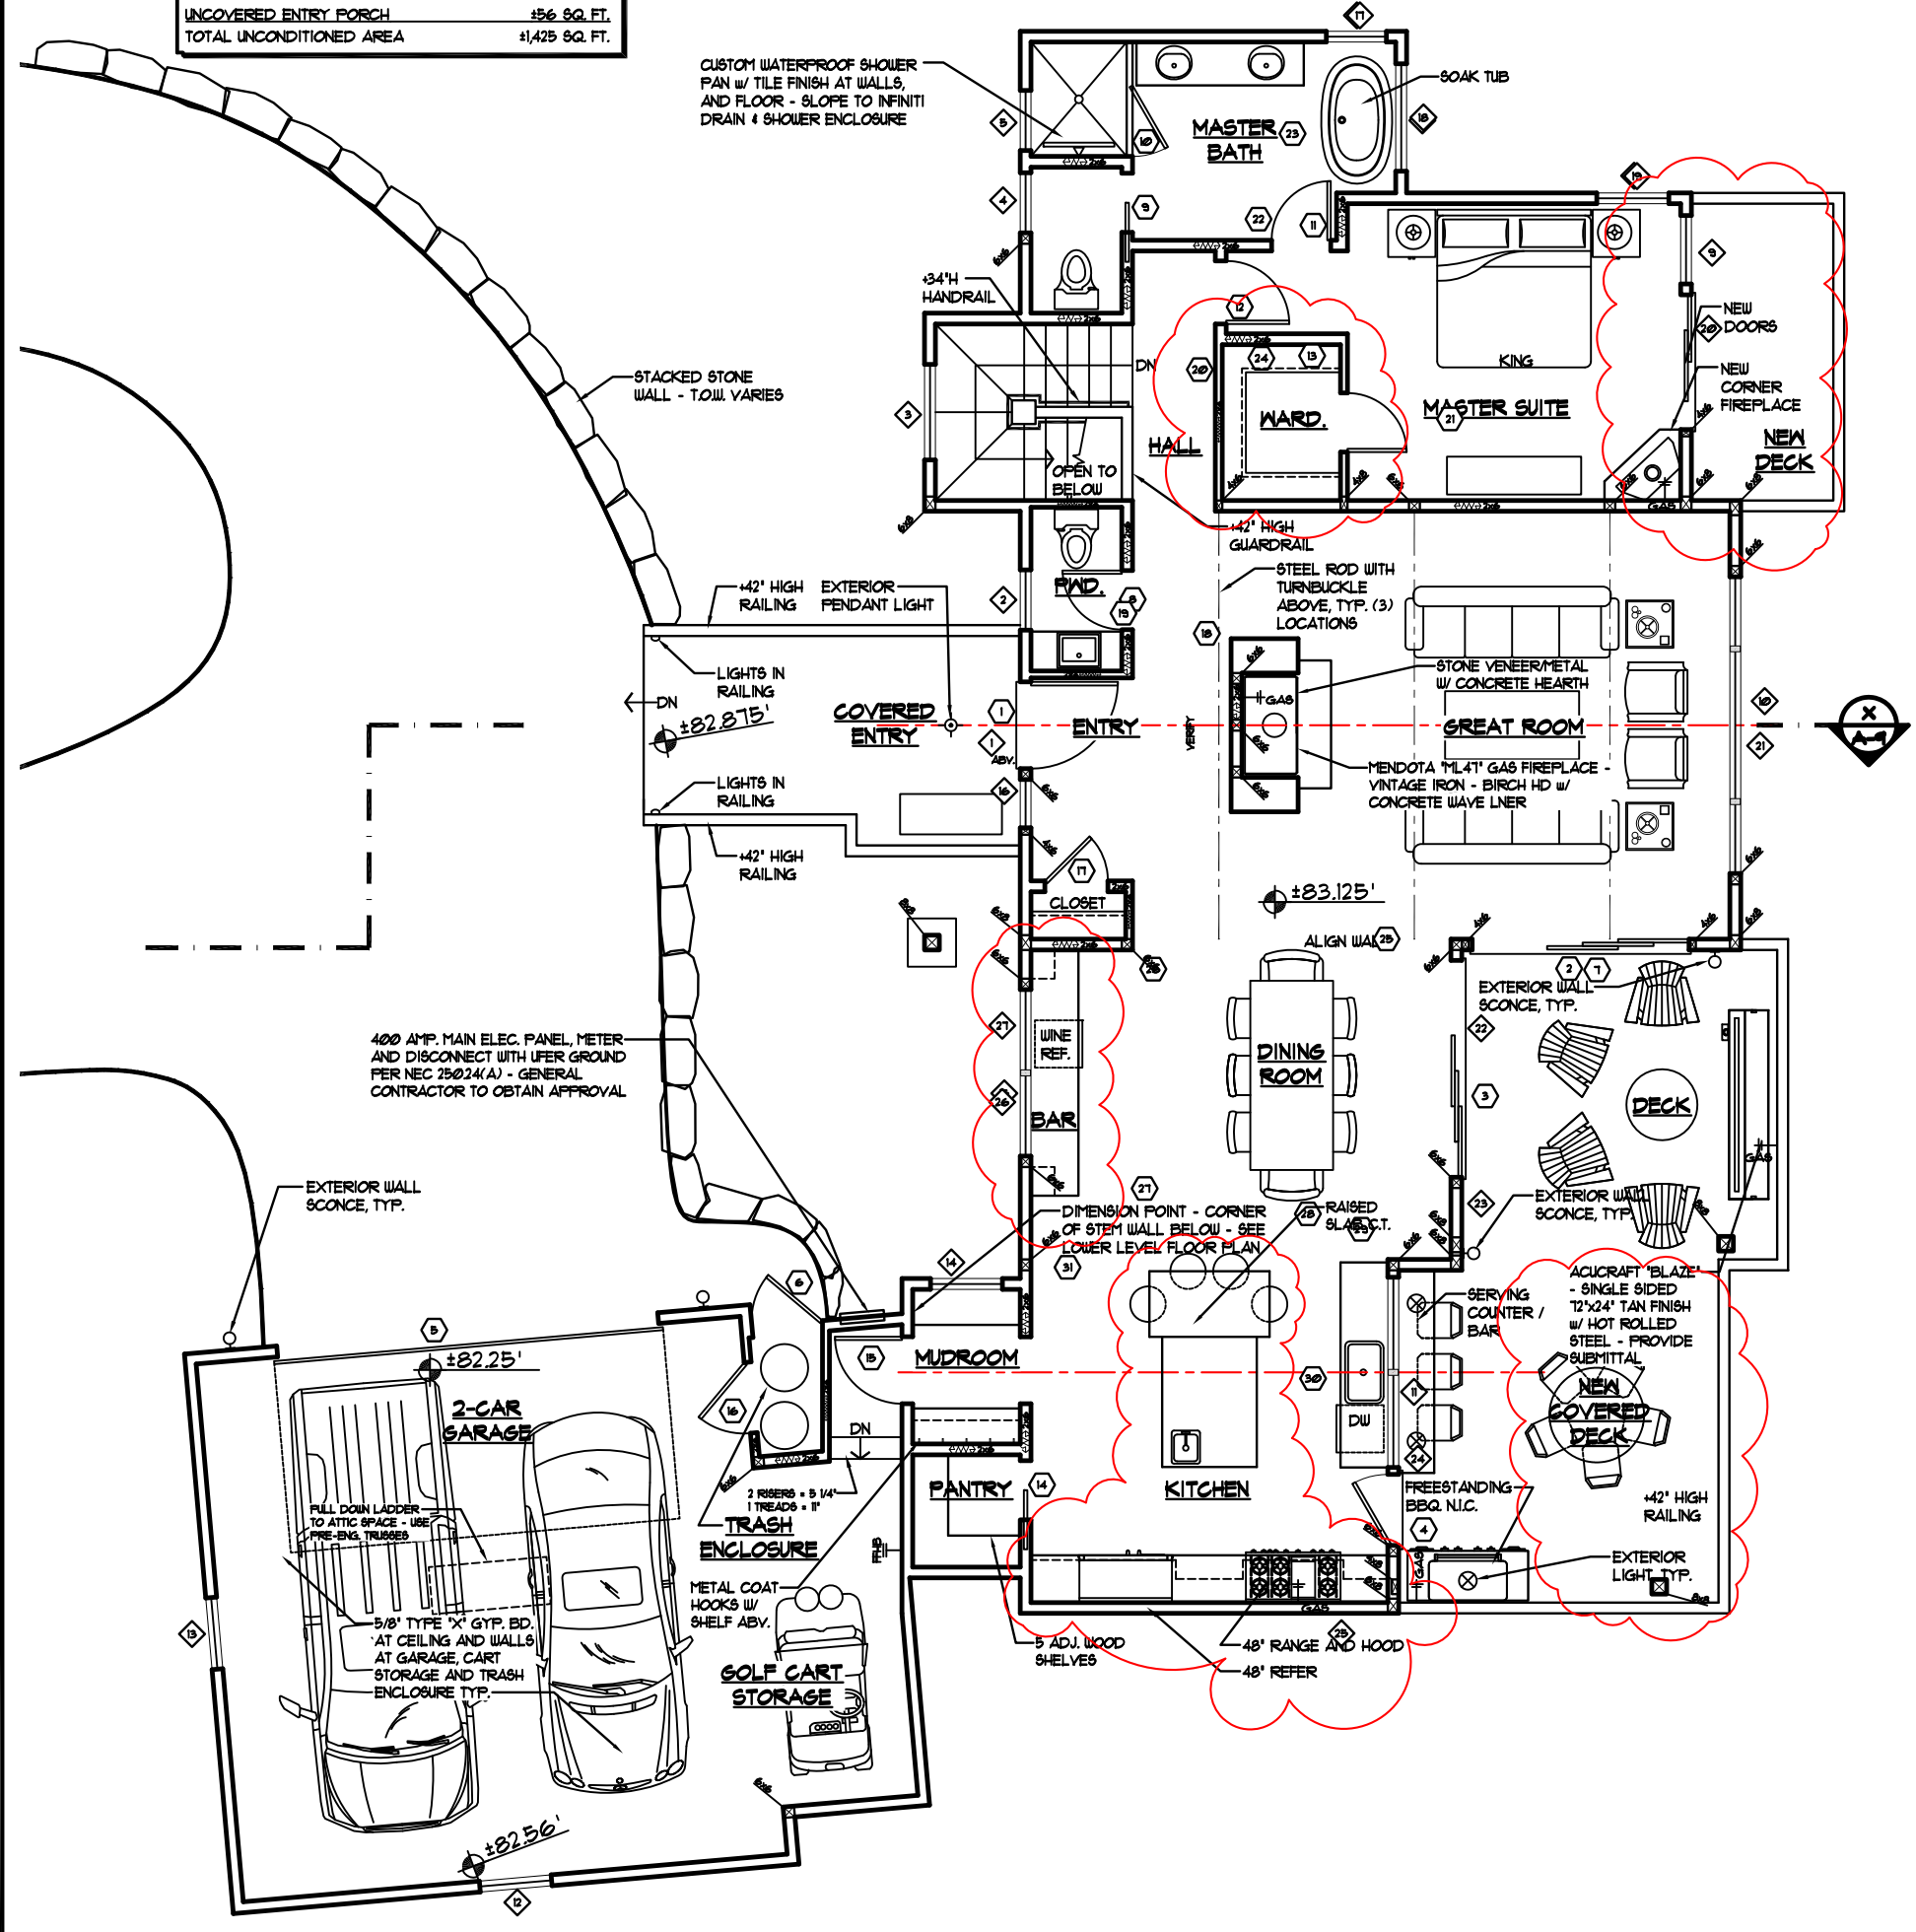 UNCOVERED ENTRY PORCH ±56 SQ. FT.
TOTAL UNCONDITIONED AREA ±1,425 SQ. FT.
CUSTOM WATERPROOF SHOWER
PAN w/ TILE FINISH AT WALLS,
AND FLOOR - SLOPE TO INFINITI
DRAIN & SHOWER ENCLOSURE
SOAK TUB
MASTER
BATH
+34"H
HANDRAIL
NEW
DOORS
NEW
CORNER
FIREPLACE
KING
MASTER SUITE
WARD.
HALL
DN
OPEN TO
BELOW
NEW
DECK
GAS
STACKED STONE
WALL - T.O.W. VARIES
+42" HIGH
GUARDRAIL
STEEL ROD WITH
TURNBUCKLE
ABOVE, TYP. (3)
LOCATIONS
PWD.
+42" HIGH
RAILING
EXTERIOR
PENDANT LIGHT
LIGHTS IN
RAILING
DN
±82.875'
COVERED
ENTRY
ABV.
ENTRY
VERIFY
GAS
STONE VENEER/METAL
W/ CONCRETE HEARTH
GREAT ROOM
X
A-9
MENDOTA "ML47" GAS FIREPLACE -
VINTAGE IRON - BIRCH HD w/
CONCRETE WAVE LNER
LIGHTS IN
RAILING
+42" HIGH
RAILING
CLOSET
±83.125'
ALIGN WALL
EXTERIOR WALL
SCONCE, TYP.
WINE
REF.
BAR
DINING
ROOM
DECK
GAS
400 AMP. MAIN ELEC. PANEL, METER
AND DISCONNECT WITH UFER GROUND
PER NEC 250.24(A) - GENERAL
CONTRACTOR TO OBTAIN APPROVAL
EXTERIOR WALL
SCONCE, TYP.
DIMENSION POINT - CORNER
OF STEM WALL BELOW - SEE
LOWER LEVEL FLOOR PLAN
RAISED
SLAB C.T.
EXTERIOR WALL
SCONCE, TYP.
ACUCRAFT "BLAZE"
- SINGLE SIDED
72"x24" TAN FINISH
w/ HOT ROLLED
STEEL - PROVIDE
SUBMITTAL
SERVING
COUNTER /
BAR
NEW
COVERED
DECK
MUDROOM
±82.25'
2-CAR
GARAGE
DN
DW
PANTRY
KITCHEN
FREESTANDING
BBQ. N.I.C.
+42" HIGH
RAILING
PULL DOWN LADDER
TO ATTIC SPACE - USE
PRE-ENG. TRUSSES
2 RISERS = 5 1/4"
1 TREADS = 11"
TRASH
ENCLOSURE
FFHB
GAS
EXTERIOR
LIGHT, TYP.
METAL COAT
HOOKS W/
SHELF ABV.
GAS
5/8" TYPE "X" GYP. BD.
AT CEILING AND WALLS
AT GARAGE, CART
STORAGE AND TRASH
ENCLOSURE TYP.
5 ADJ. WOOD
SHELVES
48" RANGE AND HOOD
48" REFER
GOLF CART
STORAGE
±82.56'